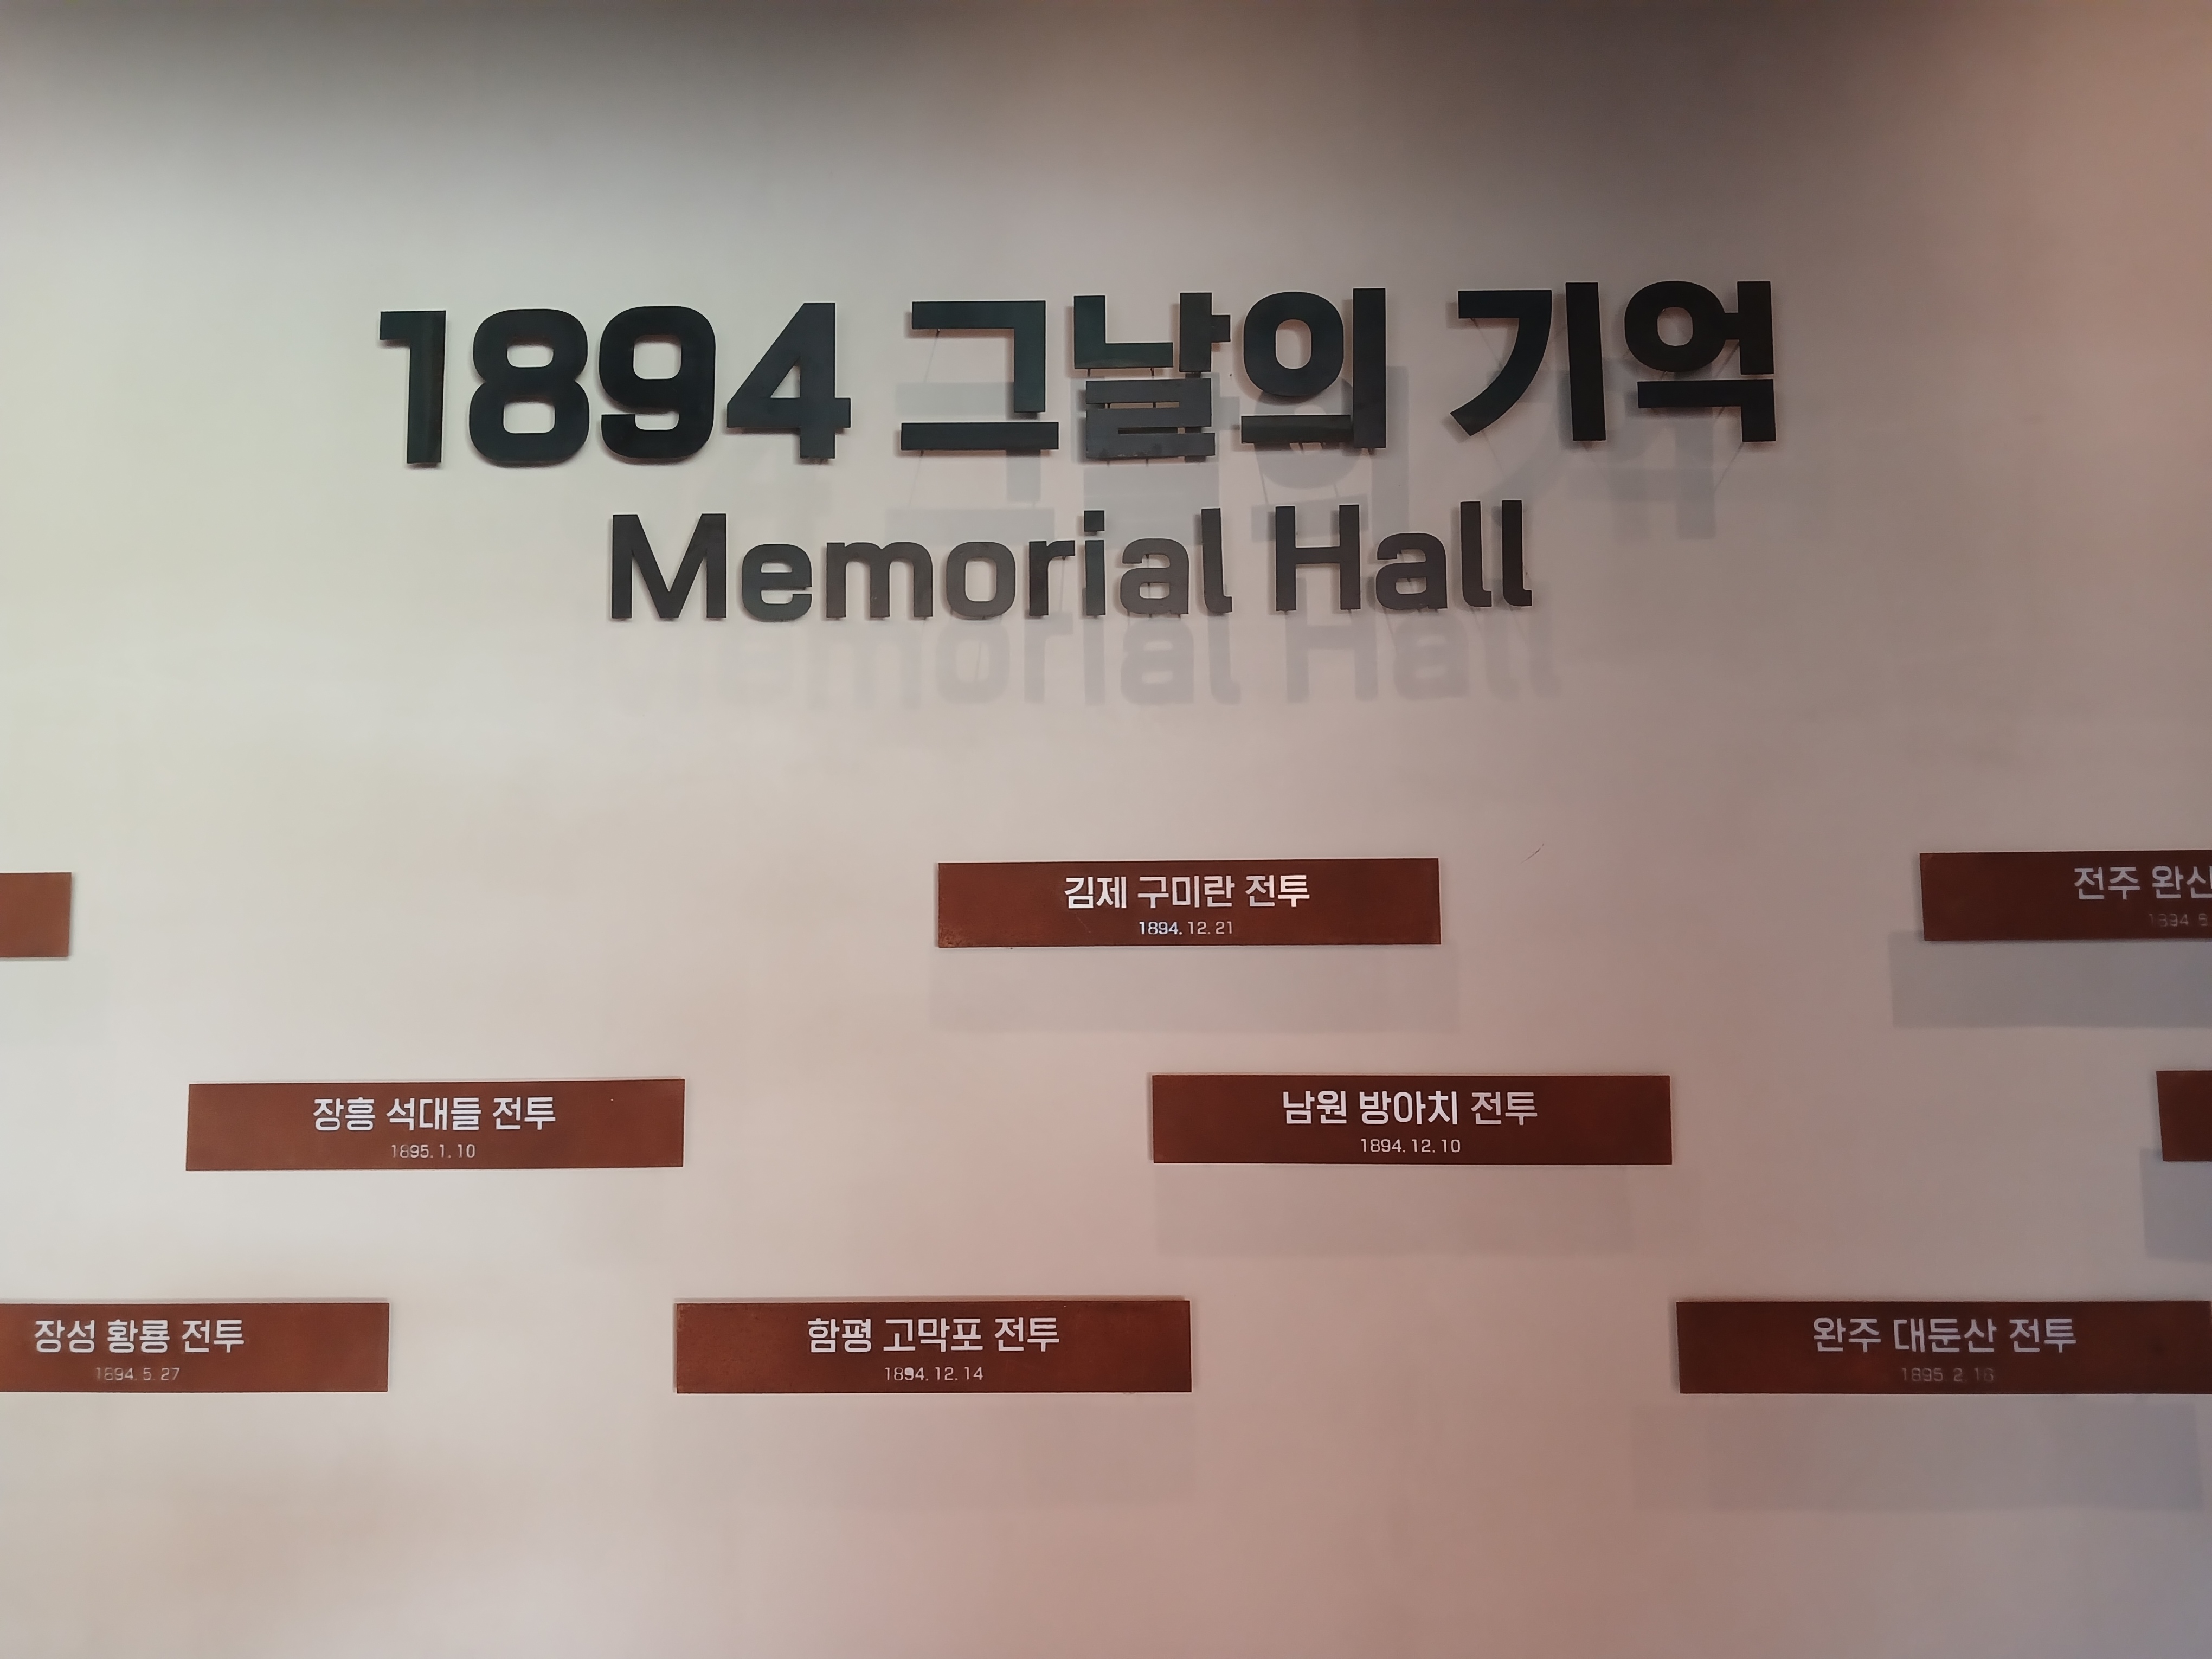 1894 그날의 기억
Memorial Hall
김제 구미란 전투
1894. 12. 21
전주
장흥 석대들 전투
1895. 1. 10
남원 방아치 전투
1894. 12. 10
장성 황룡 전투
1894. 5. 27
함평 고막포 전투
1894. 12. 14
완주 대둔산 전투